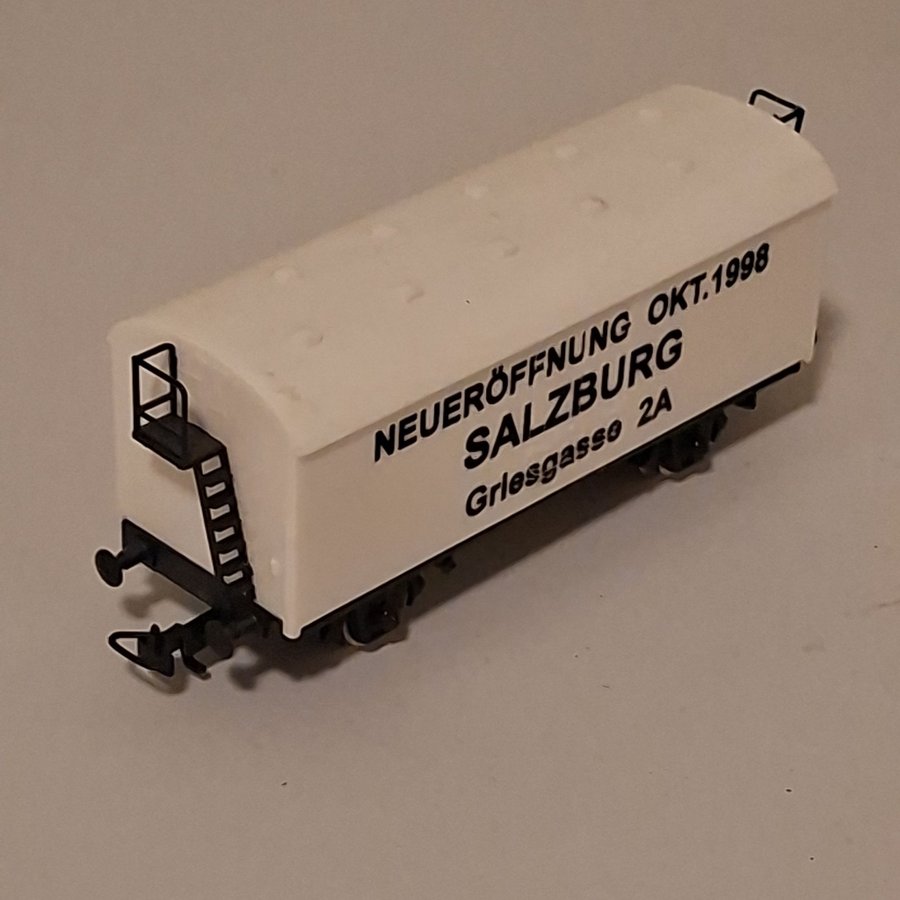 NEUERÖFFNUNG OKT.1998
SALZBURG
Griesgasse 2A